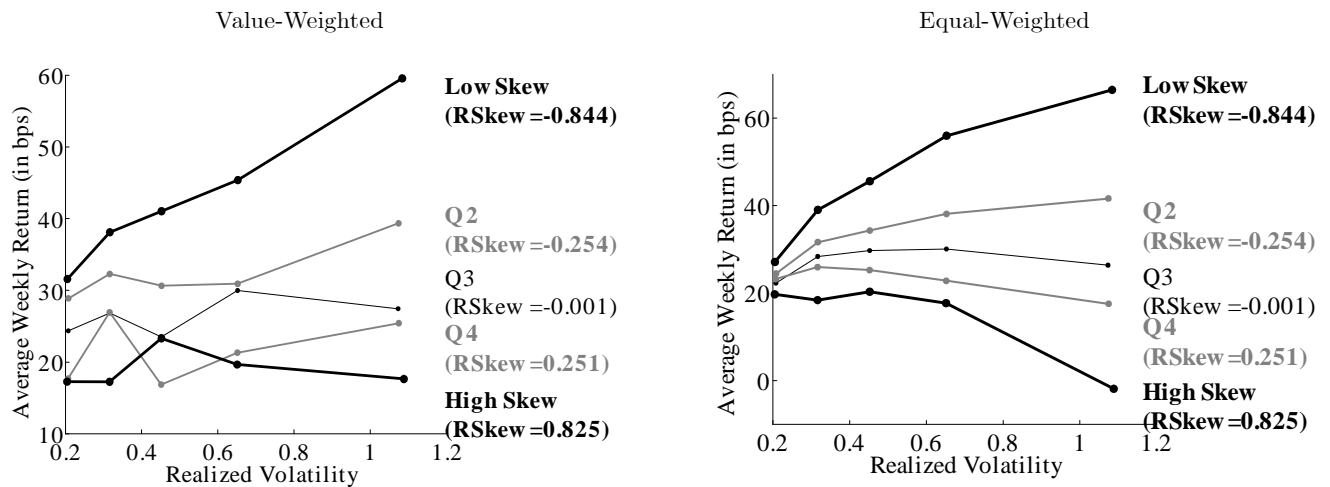 Value-Weighted
Average Weekly Return (in bps)
60
50
40
30
20
10
0.2
0.4
0.6
0.8
1
1.2
Realized Volatility
Low Skew
(RSkew =-0.844)
Q2
(RSkew =-0.254)
Q3
(RSkew =-0.001)
Q4
(RSkew =0.251)
High Skew
(RSkew =0.825)
Equal-Weighted
Average Weekly Return (in bps)
60
40
20
0
0.2
0.4
0.6
0.8
1
1.2
Realized Volatility
Low Skew
(RSkew =-0.844)
Q2
(RSkew =-0.254)
Q3
(RSkew =-0.001)
Q4
(RSkew =0.251)
High Skew
(RSkew =0.825)